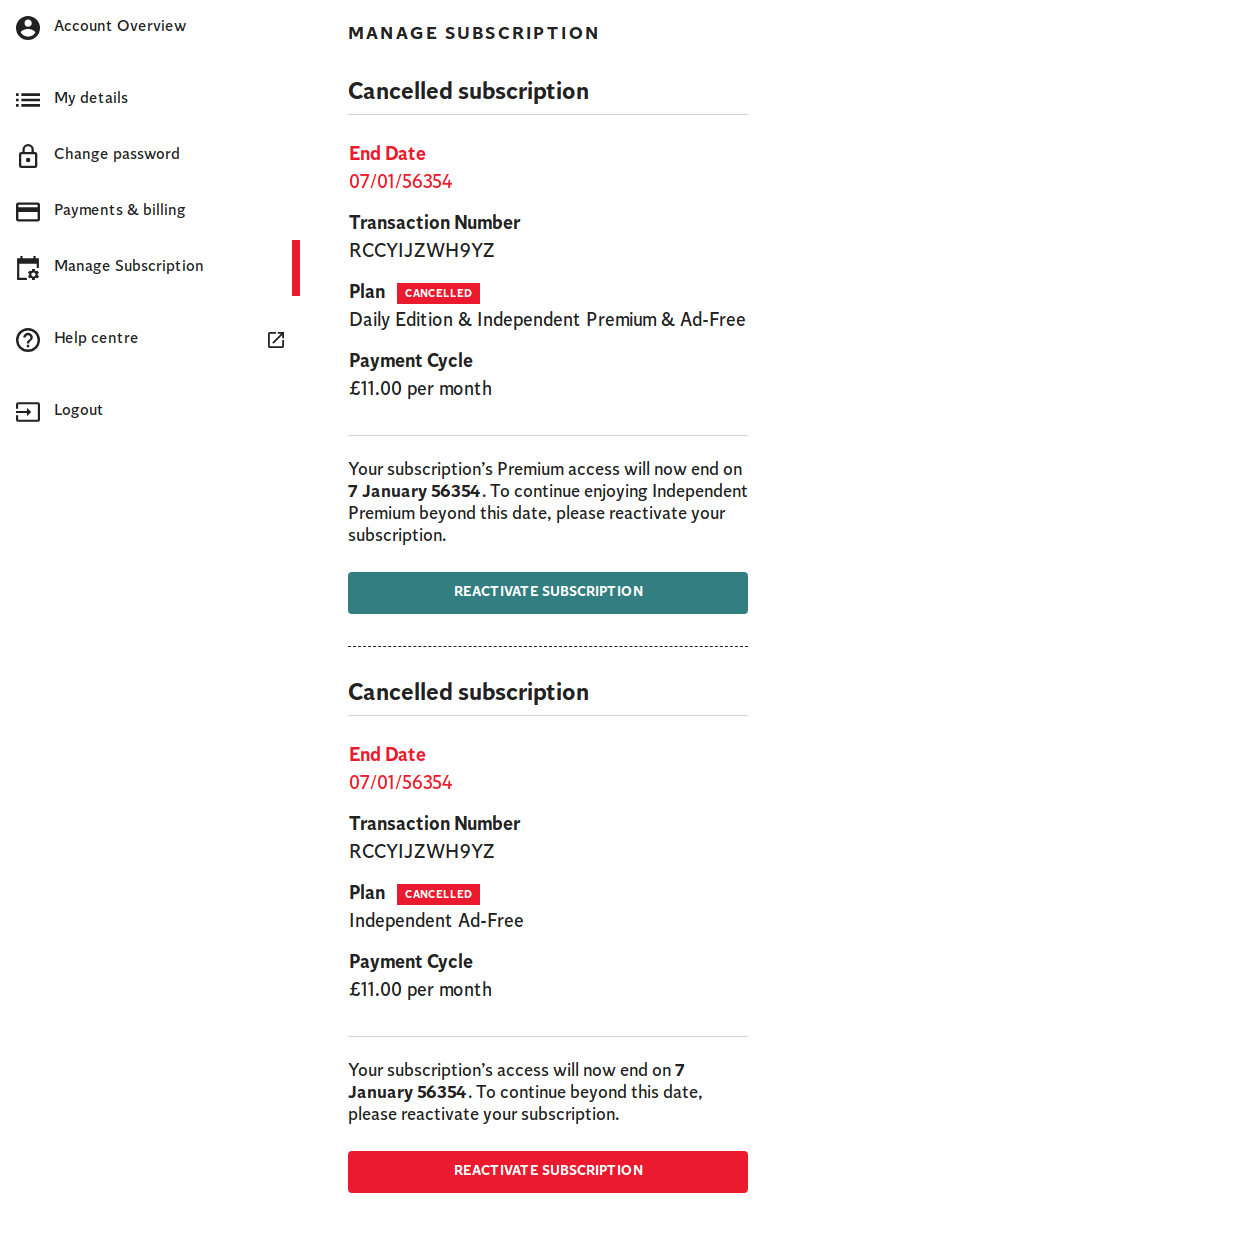 Account Overview
My details
Change password
Payments & billing
Manage Subscription
Help centre
Logout
MANAGE SUBSCRIPTION
Cancelled subscription
End Date
07/01/56354
Transaction Number
RCCYIJZWH9YZ
Plan CANCELLED
Daily Edition & Independent Premium & Ad-Free
Payment Cycle
£11.00 per month
Your subscription’s Premium access will now end on
7 January 56354. To continue enjoying Independent
Premium beyond this date, please reactivate your
subscription.
REACTIVATE SUBSCRIPTION
Cancelled subscription
End Date
07/01/56354
Transaction Number
RCCYIJZWH9YZ
Plan CANCELLED
Independent Ad-Free
Payment Cycle
£11.00 per month
Your subscription’s access will now end on 7
January 56354. To continue beyond this date,
please reactivate your subscription.
REACTIVATE SUBSCRIPTION